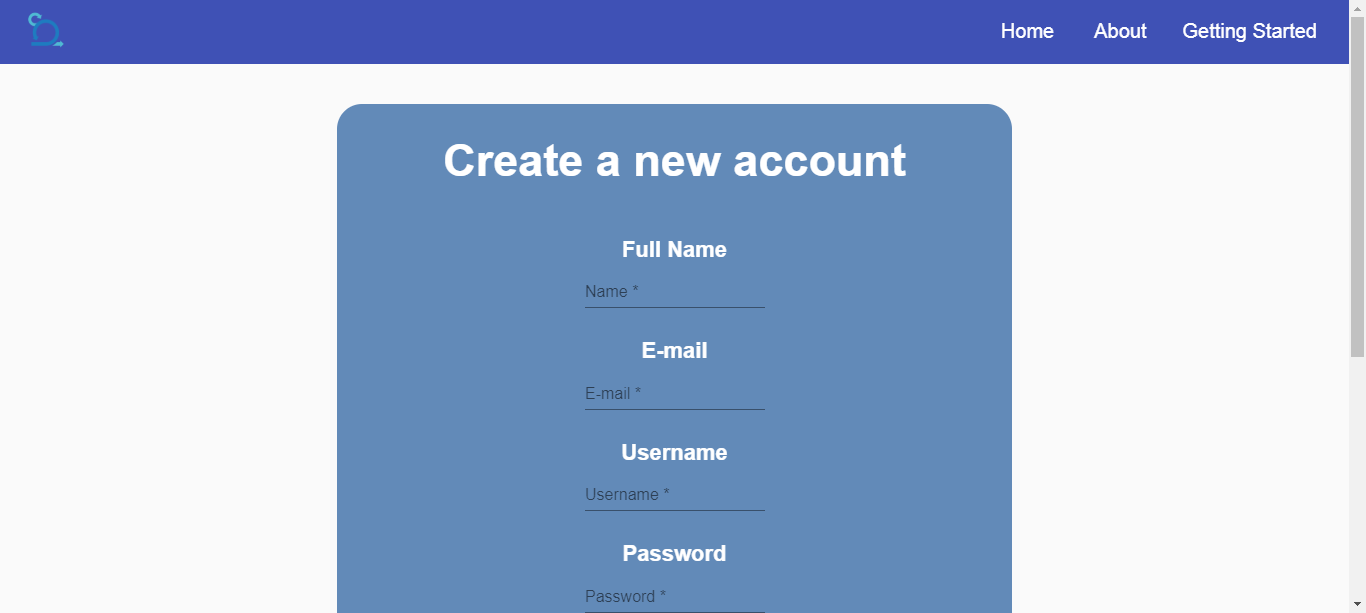 Home About Getting Started
Create a new account
Full Name
Name *
E-mail
E-mail *
Username
Username *
Password
Password *